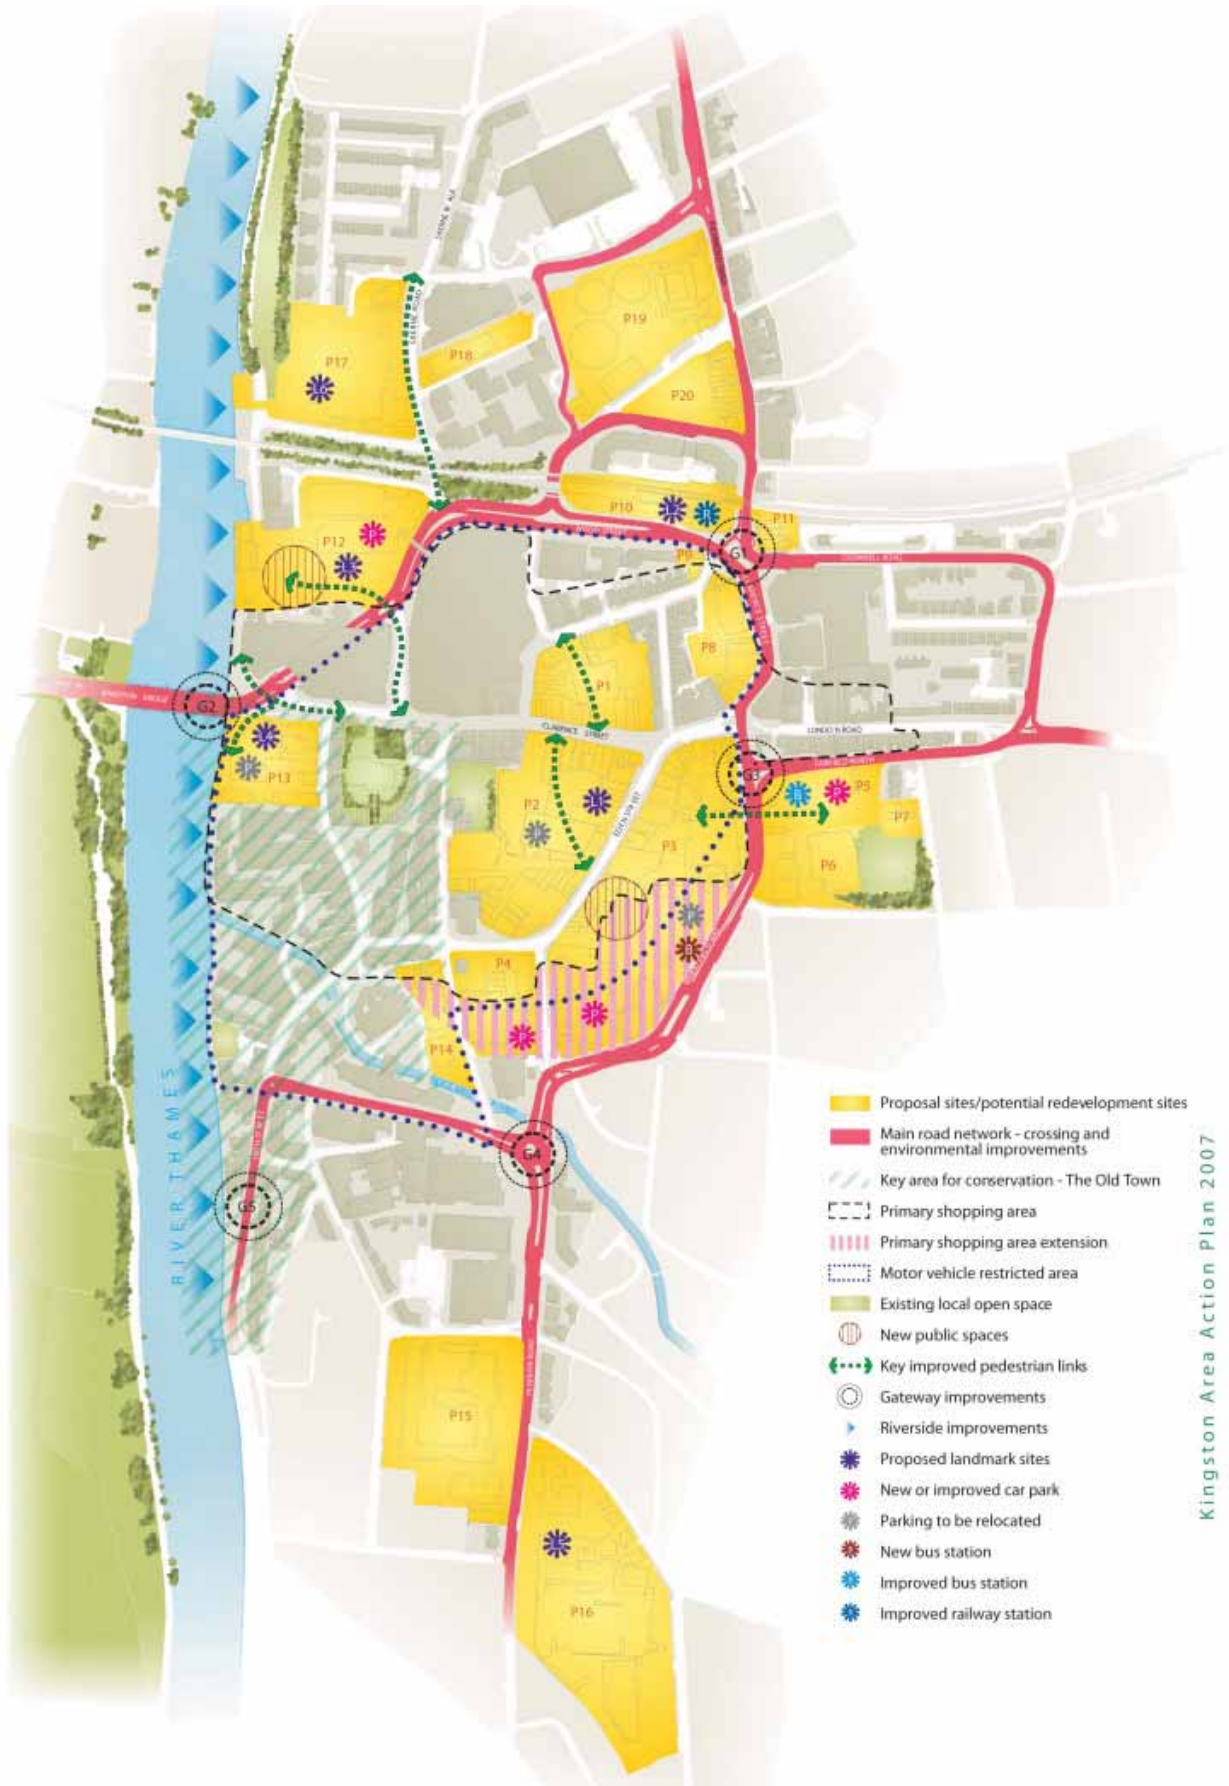 P19
P17
P18
P20
P10
P11
P12
P9
G1
P8
P1
G2
CLARENCE STREET
LONDON ROAD
G3
P13
P2
EDEN STREET
P5
P7
P3
P6
P4
P14
RIVER THAMES
G4
G5
P15
P16
Proposal sites/potential redevelopment sites
Main road network - crossing and
environmental improvements
Key area for conservation - The Old Town
Primary shopping area
Primary shopping area extension
Motor vehicle restricted area
Existing local open space
New public spaces
Key improved pedestrian links
Gateway improvements
Riverside improvements
Proposed landmark sites
New or improved car park
Parking to be relocated
New bus station
Improved bus station
Improved railway station
Kingston Area Action Plan 2007